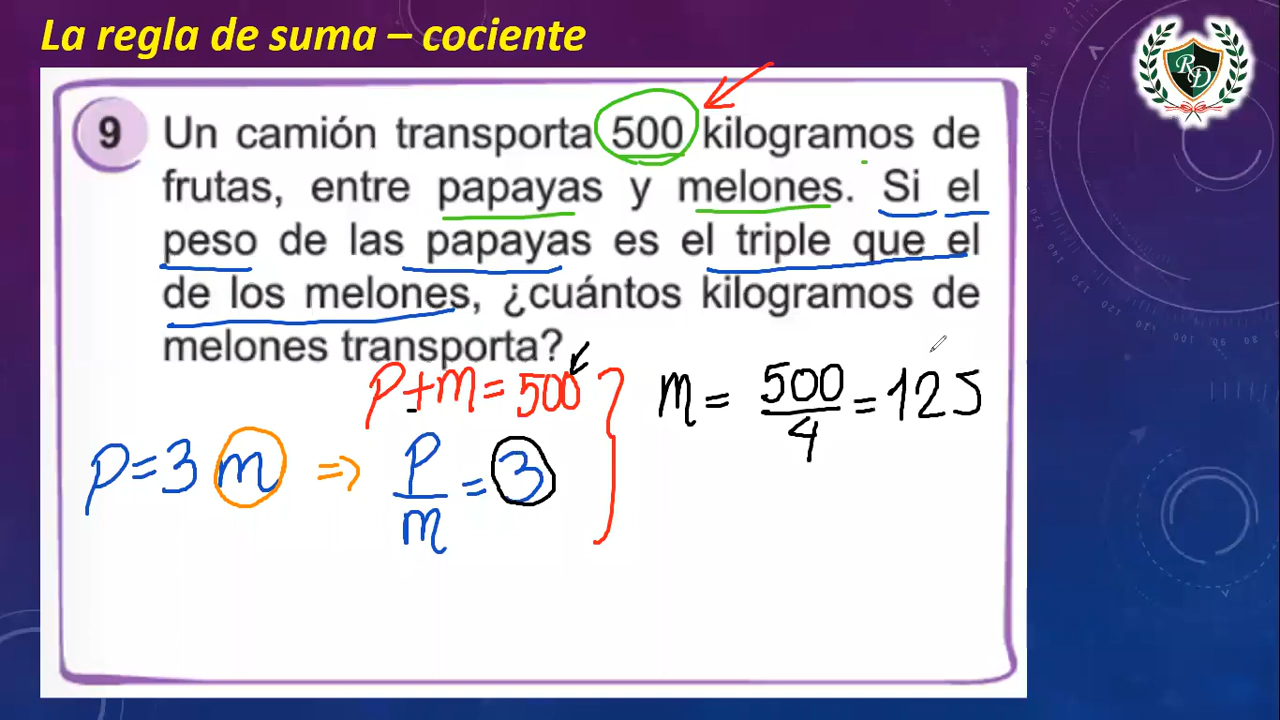 La regla de suma – cociente
RD
9 Un camión transporta 500 kilogramos de
frutas, entre papayas y melones. Si el
peso de las papayas es el triple que el
de los melones, ¿cuántos kilogramos de
melones transporta?
p+m=500 } m = 500/4 = 125
p=3m ⇒ p/m = 3